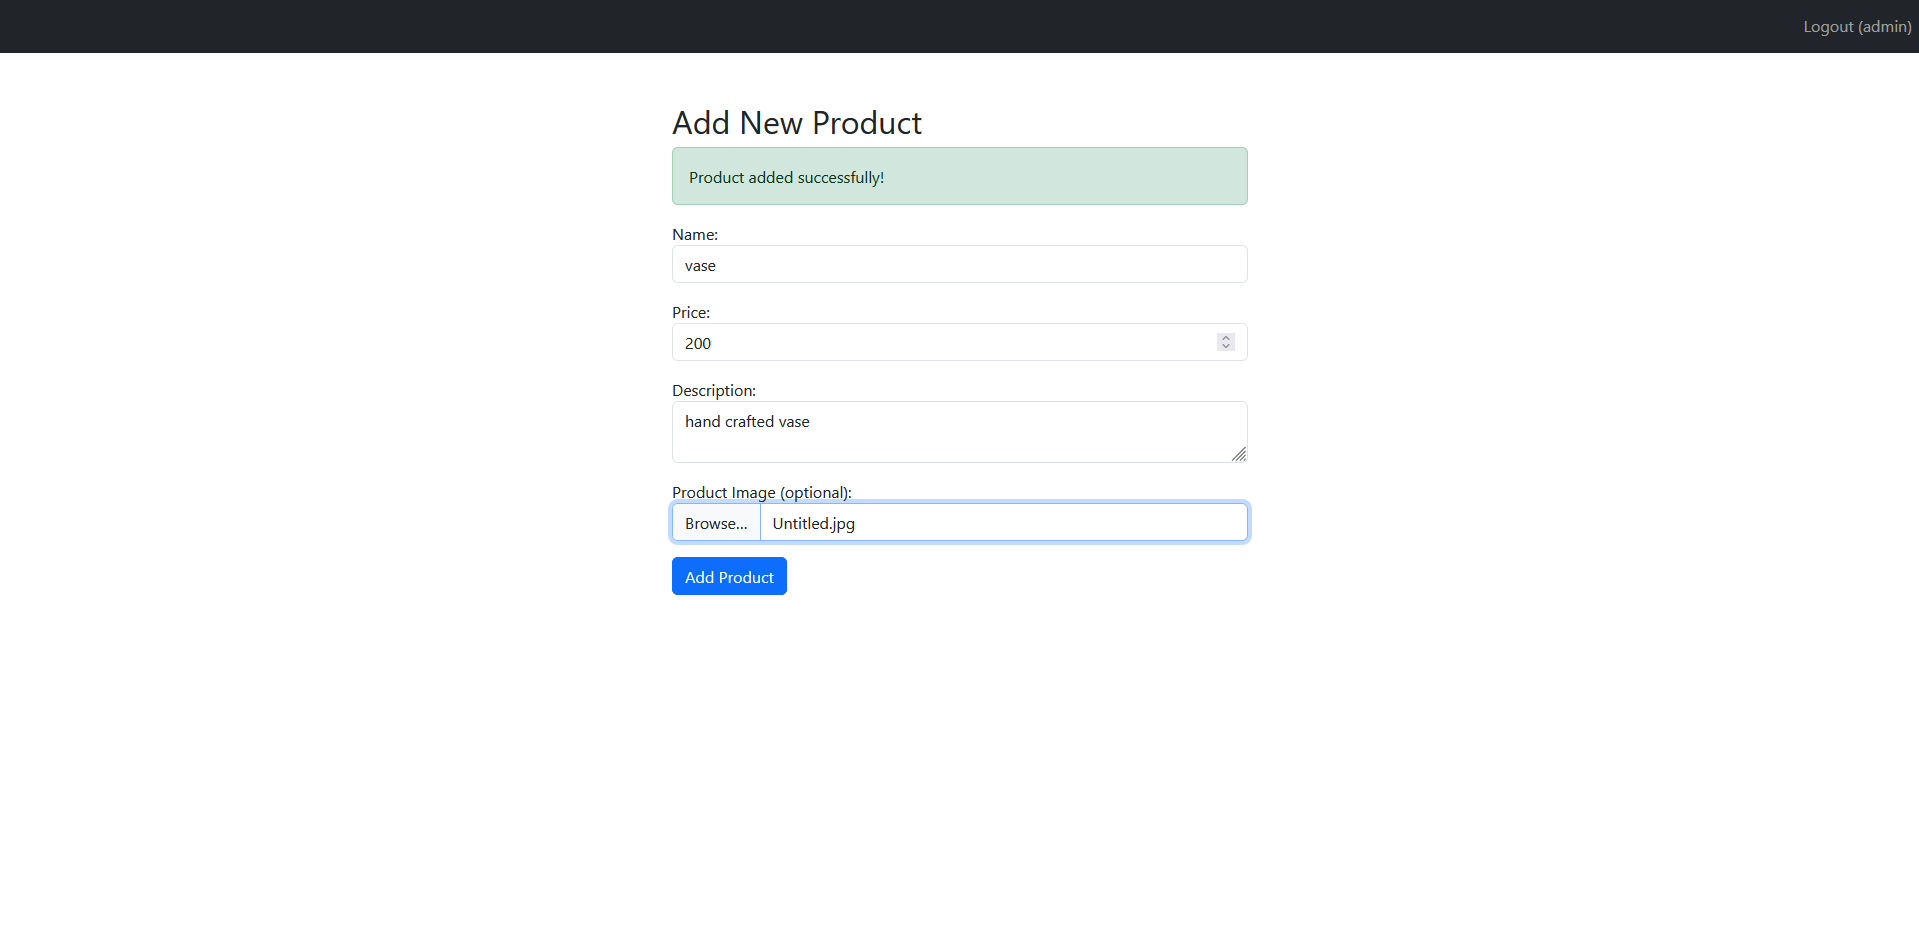 Logout (admin)
Add New Product
Product added successfully!
Name:
vase
Price:
200
Description:
hand crafted vase
Product Image (optional):
Browse... Untitled.jpg
Add Product